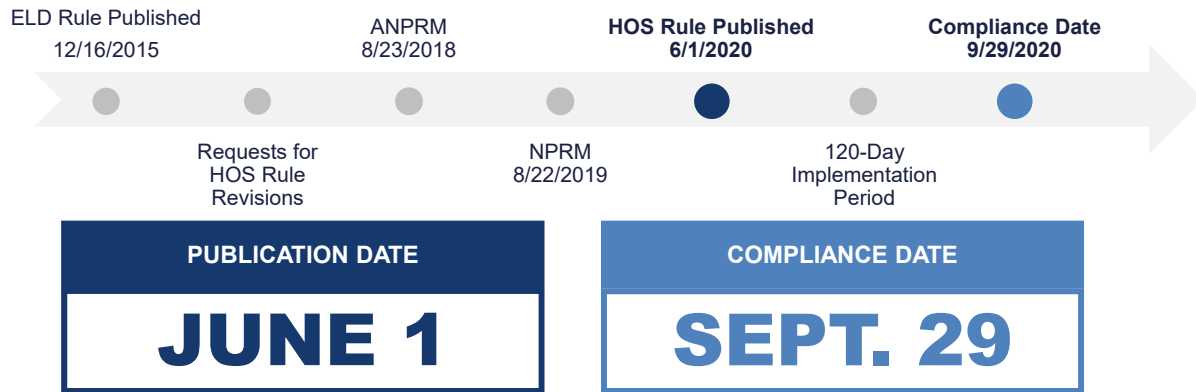 ELD Rule Published
12/16/2015
ANPRM
8/23/2018
HOS Rule Published
6/1/2020
Compliance Date
9/29/2020
Requests for
HOS Rule
Revisions
NPRM
8/22/2019
120-Day
Implementation
Period
PUBLICATION DATE
JUNE 1
COMPLIANCE DATE
SEPT. 29